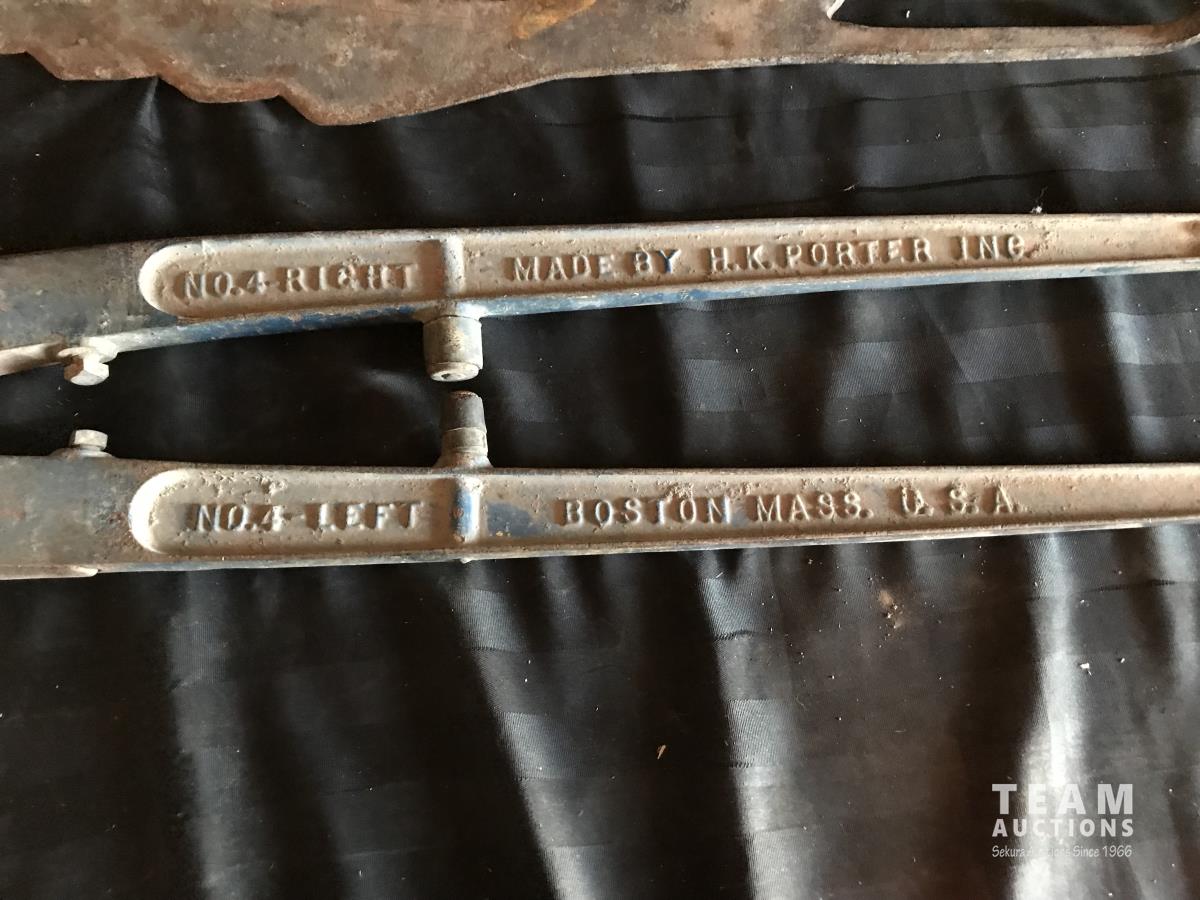 NO.4-RIGHT MADE BY H.K.PORTER INC.
NO.4-LEFT BOSTON MASS. U.S.A.
TEAM
AUCTIONS
Sekura Auctions Since 1966